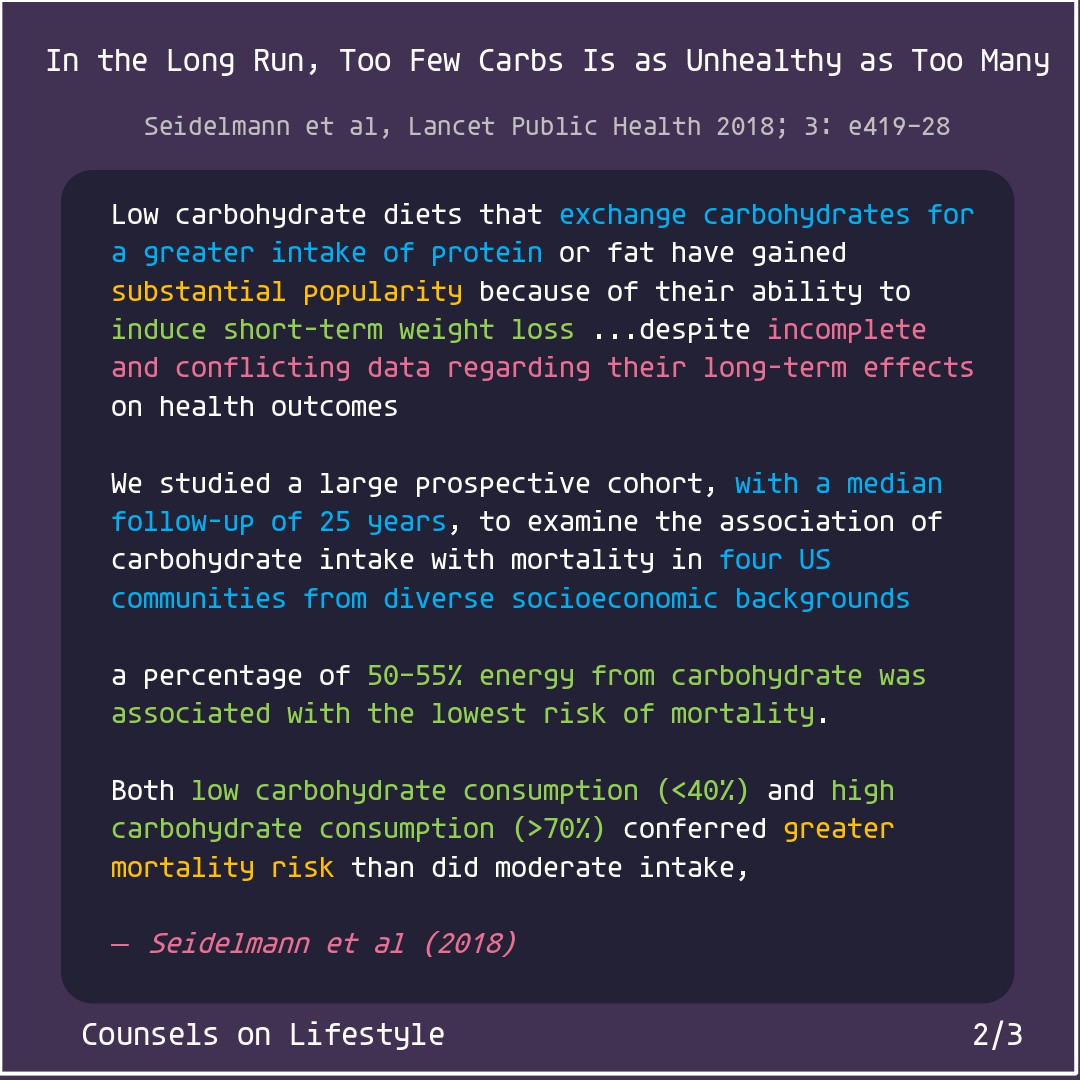 In the Long Run, Too Few Carbs Is as Unhealthy as Too Many
Seidelmann et al, Lancet Public Health 2018; 3: e419-28
Low carbohydrate diets that exchange carbohydrates for
a greater intake of protein or fat have gained
substantial popularity because of their ability to
induce short-term weight loss ...despite incomplete
and conflicting data regarding their long-term effects
on health outcomes
We studied a large prospective cohort, with a median
follow-up of 25 years, to examine the association of
carbohydrate intake with mortality in four US
communities from diverse socioeconomic backgrounds
a percentage of 50-55% energy from carbohydrate was
associated with the lowest risk of mortality.
Both low carbohydrate consumption (<40%) and high
carbohydrate consumption (>70%) conferred greater
mortality risk than did moderate intake,
— Seidelmann et al (2018)
Counsels on Lifestyle
2/3